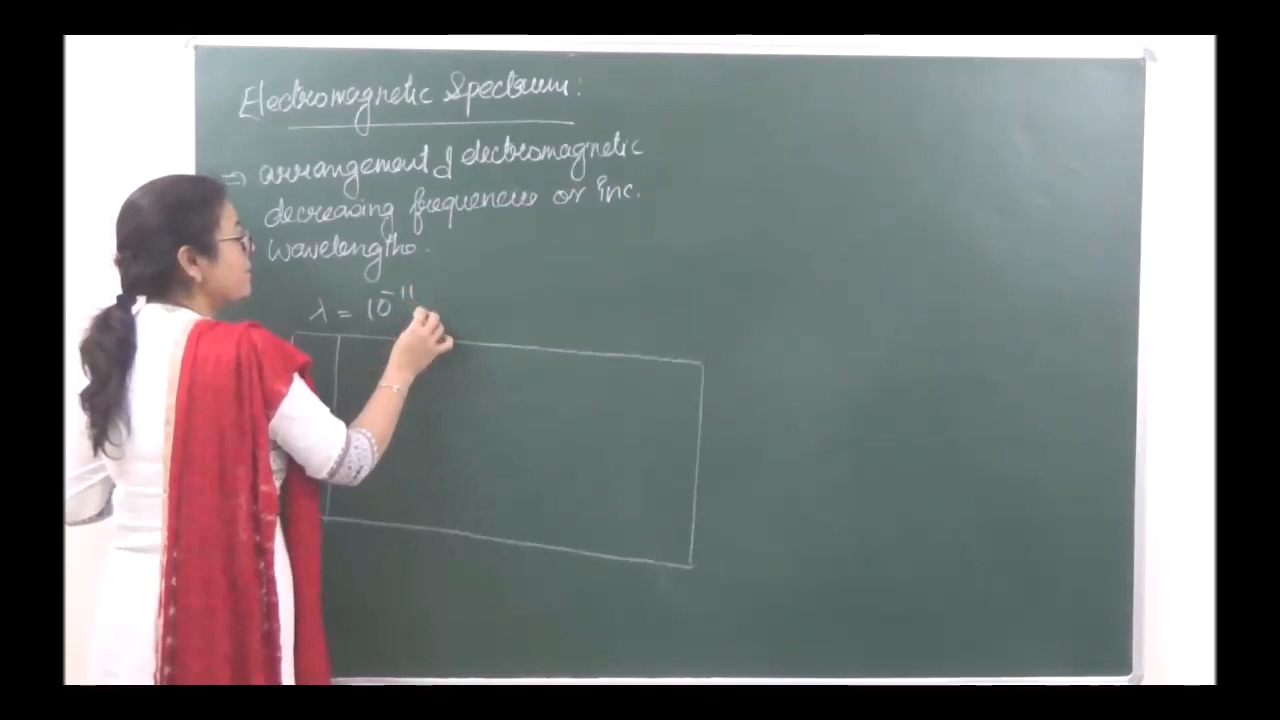 Electromagnetic Spectrum:
⇒ arrangement of electromagnetic
decreasing frequencies or inc.
wavelengths.
λ = 10⁻¹¹